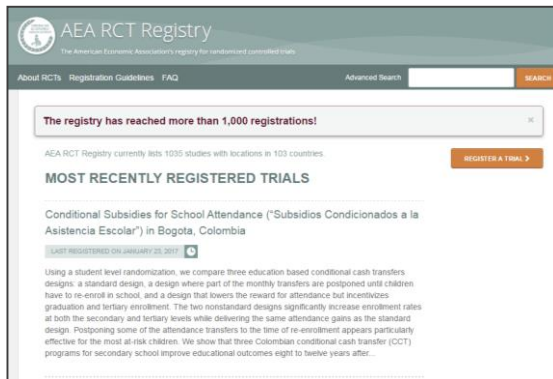 AEA RCT Registry
The American Economic Association's registry for randomized controlled trials
About RCTs Registration Guidelines FAQ
Advanced Search
SEARCH
The registry has reached more than 1,000 registrations!
×
AEA RCT Registry currently lists 1035 studies with locations in 103 countries.
REGISTER A TRIAL >
MOST RECENTLY REGISTERED TRIALS
Conditional Subsidies for School Attendance ("Subsidios Condicionados a la
Asistencia Escolar") in Bogota, Colombia
LAST REGISTERED ON JANUARY 23, 2017
Using a student level randomization, we compare three education based conditional cash transfers
designs: a standard design, a design where part of the monthly transfers are postponed until children
have to re-enroll in school, and a design that lowers the reward for attendance but incentivizes
graduation and tertiary enrollment. The two nonstandard designs significantly increase enrollment rates
at both the secondary and tertiary levels while delivering the same attendance gains as the standard
design. Postponing some of the attendance transfers to the time of re-enrollment appears particularly
effective for the most at-risk children. We show that three Colombian conditional cash transfer (CCT)
programs for secondary school improve educational outcomes eight to twelve years after...